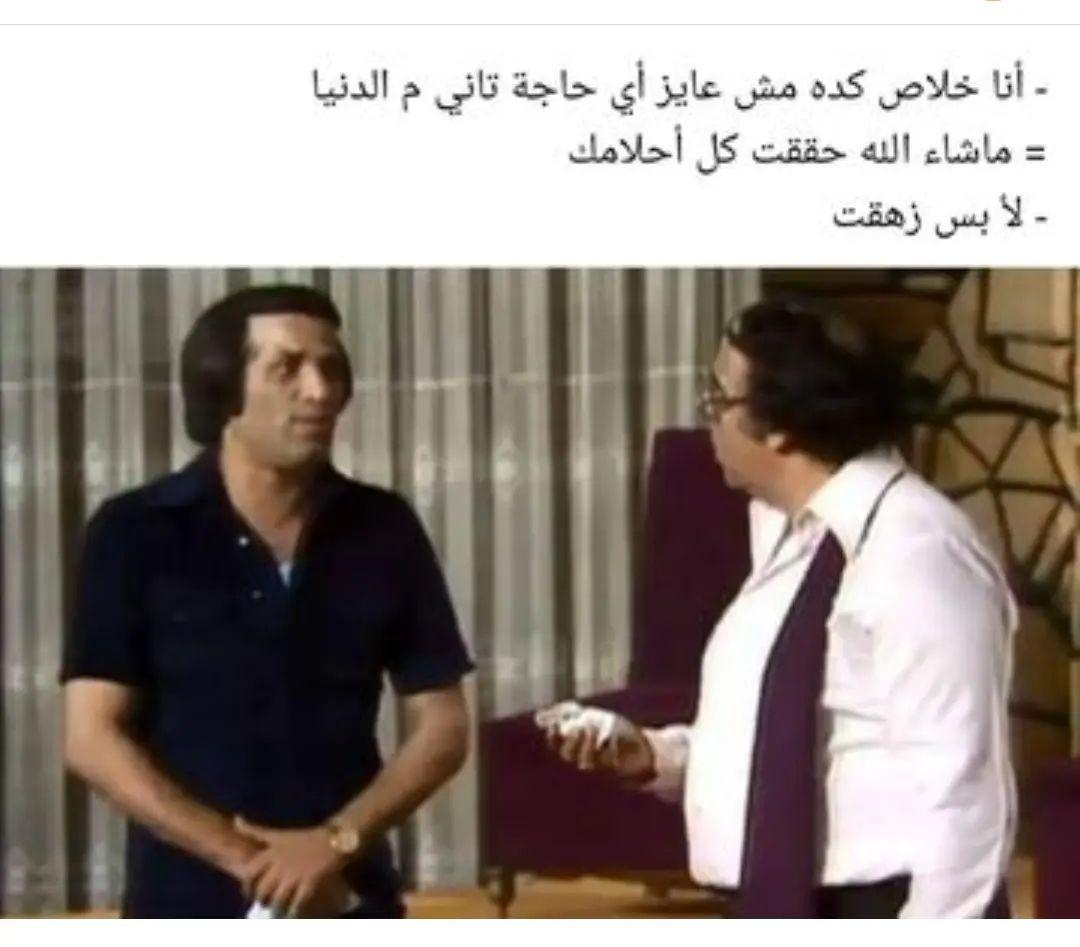 - أنا خلاص كده مش عايز أي حاجة تاني م الدنيا
= ماشاء الله حققت كل أحلامك
- لأ بس زهقت